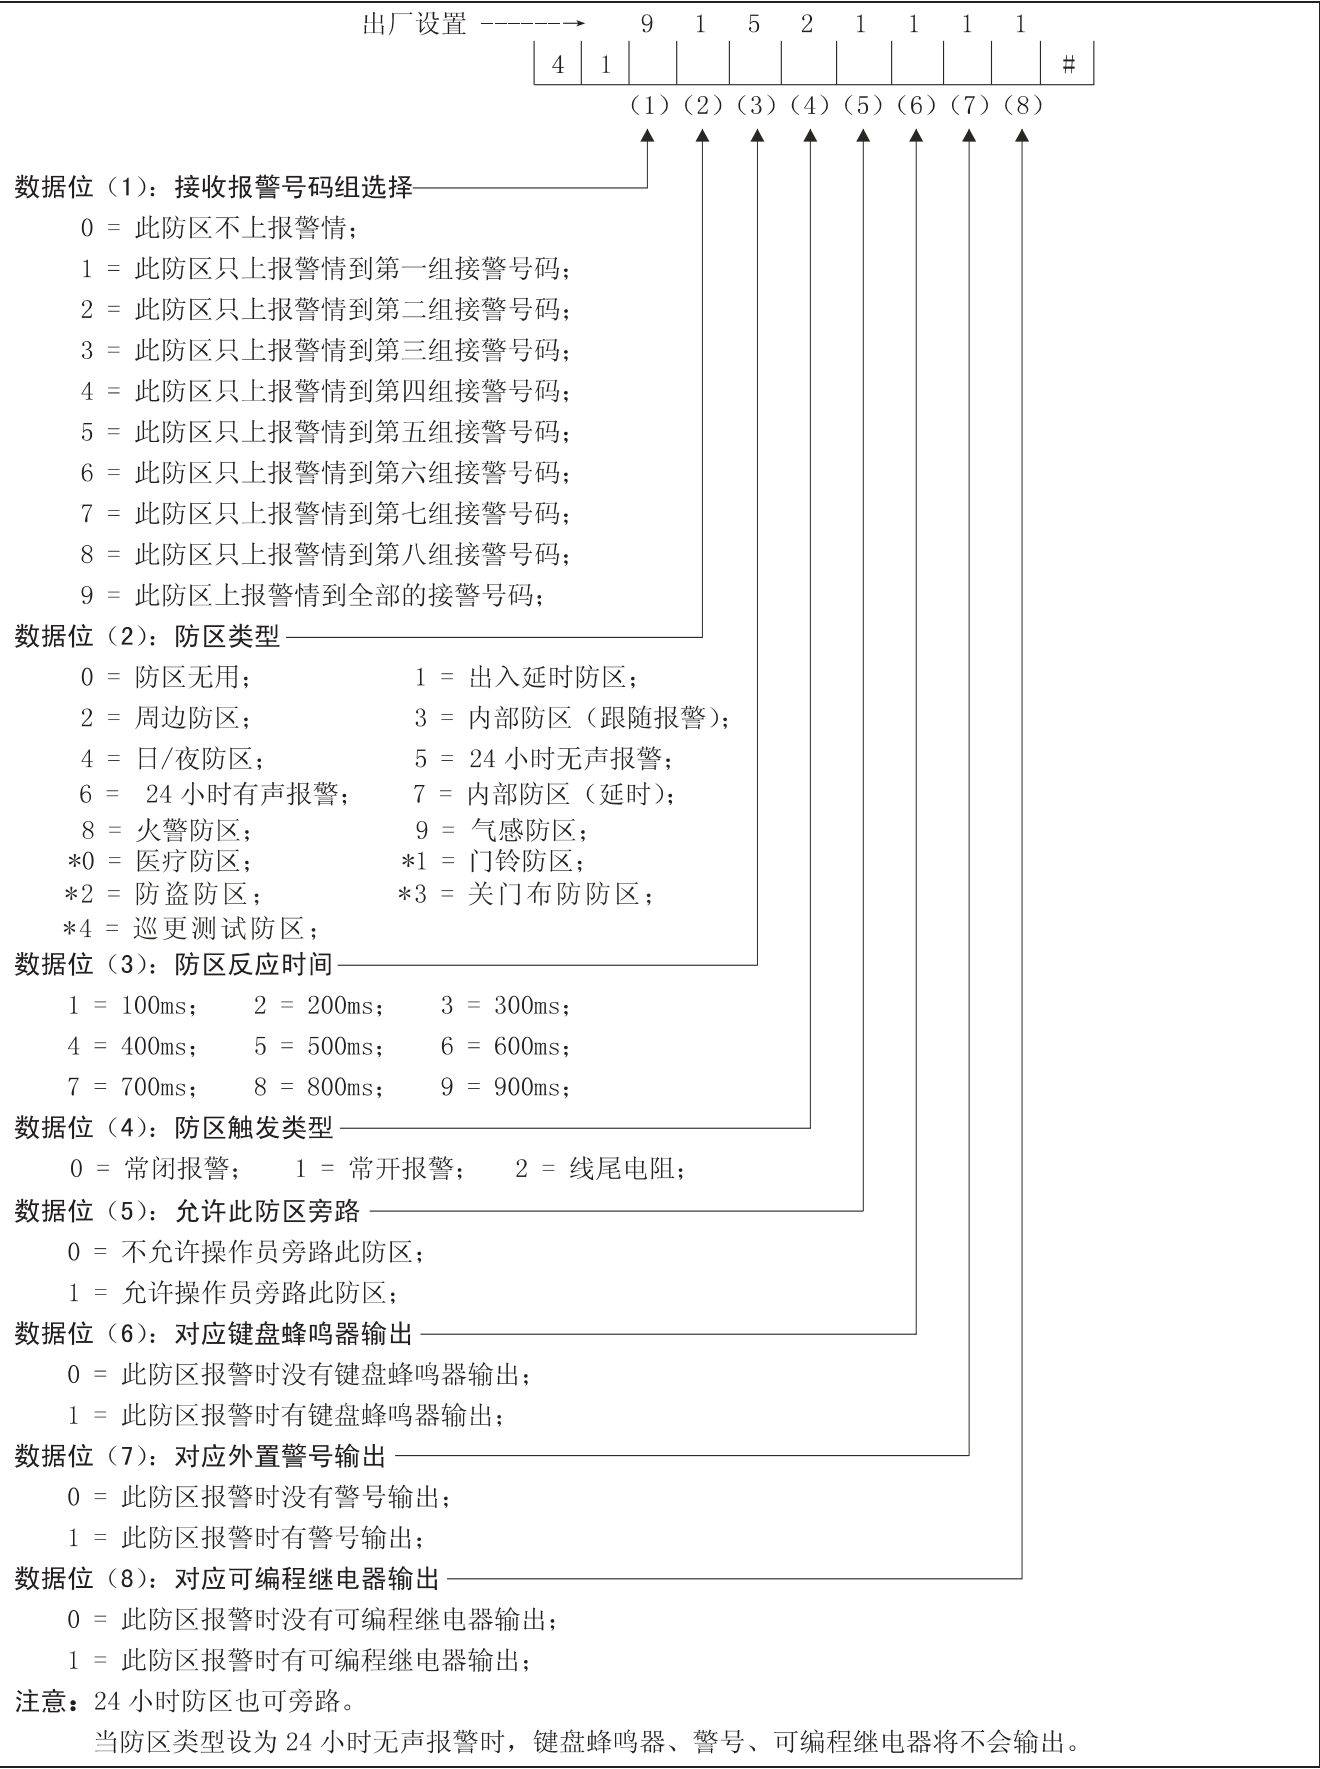 出厂设置 ------→ 9 1 5 2 1 1 1 1
4 1 #
(1) (2) (3) (4) (5) (6) (7) (8)
数据位（1）：接收报警号码组选择
0 = 此防区不上报警情；
1 = 此防区只上报警情到第一组接警号码；
2 = 此防区只上报警情到第二组接警号码；
3 = 此防区只上报警情到第三组接警号码；
4 = 此防区只上报警情到第四组接警号码；
5 = 此防区只上报警情到第五组接警号码；
6 = 此防区只上报警情到第六组接警号码；
7 = 此防区只上报警情到第七组接警号码；
8 = 此防区只上报警情到第八组接警号码；
9 = 此防区上报警情到全部的接警号码；
数据位（2）：防区类型
0 = 防区无用； 1 = 出入延时防区；
2 = 周边防区； 3 = 内部防区（跟随报警）；
4 = 日/夜防区； 5 = 24 小时无声报警；
6 = 24 小时有声报警； 7 = 内部防区（延时）；
8 = 火警防区； 9 = 气感防区；
*0 = 医疗防区； *1 = 门铃防区；
*2 = 防盗防区； *3 = 关门布防防区；
*4 = 巡更测试防区；
数据位（3）：防区反应时间
1 = 100ms； 2 = 200ms； 3 = 300ms；
4 = 400ms； 5 = 500ms； 6 = 600ms；
7 = 700ms； 8 = 800ms； 9 = 900ms；
数据位（4）：防区触发类型
0 = 常闭报警； 1 = 常开报警； 2 = 线尾电阻；
数据位（5）：允许此防区旁路
0 = 不允许操作员旁路此防区；
1 = 允许操作员旁路此防区；
数据位（6）：对应键盘蜂鸣器输出
0 = 此防区报警时没有键盘蜂鸣器输出；
1 = 此防区报警时有键盘蜂鸣器输出；
数据位（7）：对应外置警号输出
0 = 此防区报警时没有警号输出；
1 = 此防区报警时有警号输出；
数据位（8）：对应可编程继电器输出
0 = 此防区报警时没有可编程继电器输出；
1 = 此防区报警时有可编程继电器输出；
注意：24 小时防区也可旁路。
当防区类型设为 24 小时无声报警时，键盘蜂鸣器、警号、可编程继电器将不会输出。